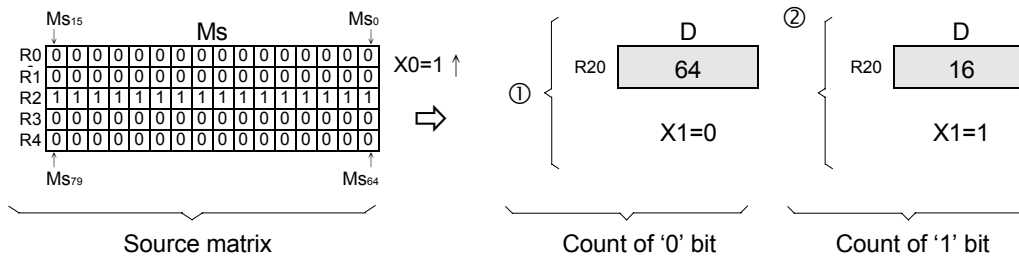 Ms15 Ms0
Ms
R0 0 0 0 0 0 0 0 0 0 0 0 0 0 0 0 0
R1 0 0 0 0 0 0 0 0 0 0 0 0 0 0 0 0
R2 1 1 1 1 1 1 1 1 1 1 1 1 1 1 1 1
R3 0 0 0 0 0 0 0 0 0 0 0 0 0 0 0 0
R4 0 0 0 0 0 0 0 0 0 0 0 0 0 0 0 0
Ms79 Ms64
Source matrix
X0=1 ↑
⇨
①
D
R20 64
X1=0
Count of ‘0’ bit
②
D
R20 16
X1=1
Count of ‘1’ bit